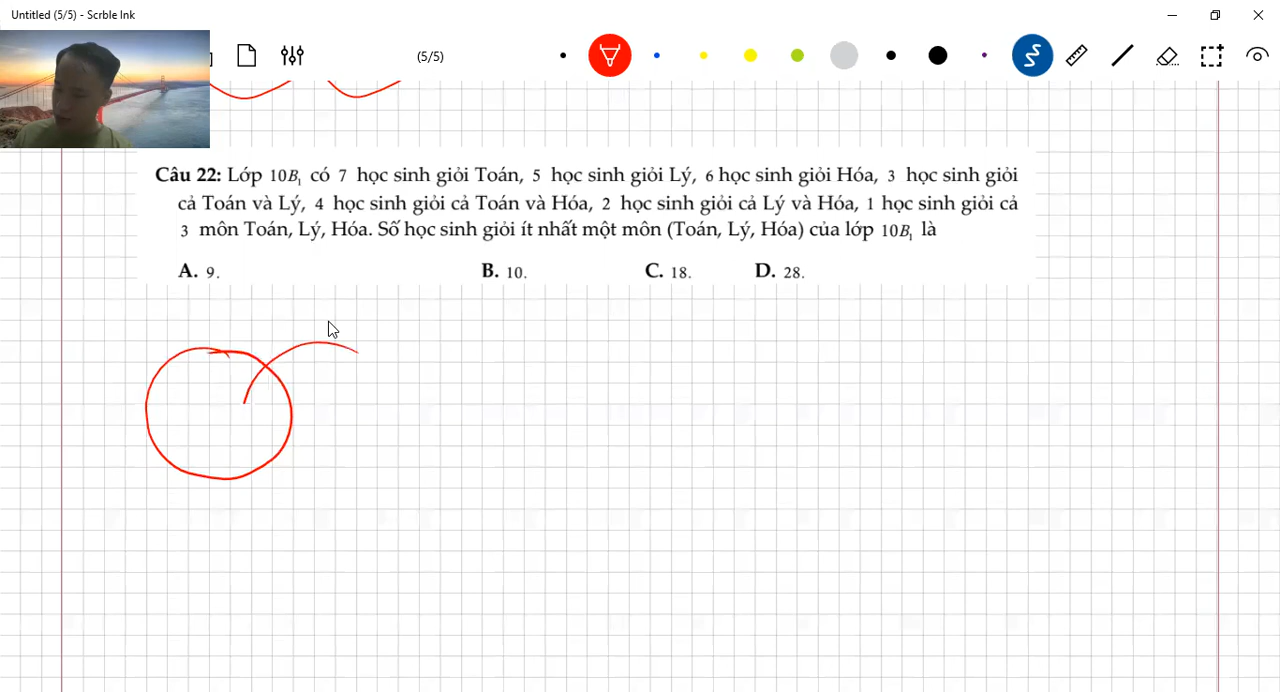 Untitled (5/5) - Scrble Ink
(5/5)
Câu 22: Lớp 10B₁ có 7 học sinh giỏi Toán, 5 học sinh giỏi Lý, 6 học sinh giỏi Hóa, 3 học sinh giỏi
cả Toán và Lý, 4 học sinh giỏi cả Toán và Hóa, 2 học sinh giỏi cả Lý và Hóa, 1 học sinh giỏi cả
3 môn Toán, Lý, Hóa. Số học sinh giỏi ít nhất một môn (Toán, Lý, Hóa) của lớp 10B₁ là
A. 9. B. 10. C. 18. D. 28.